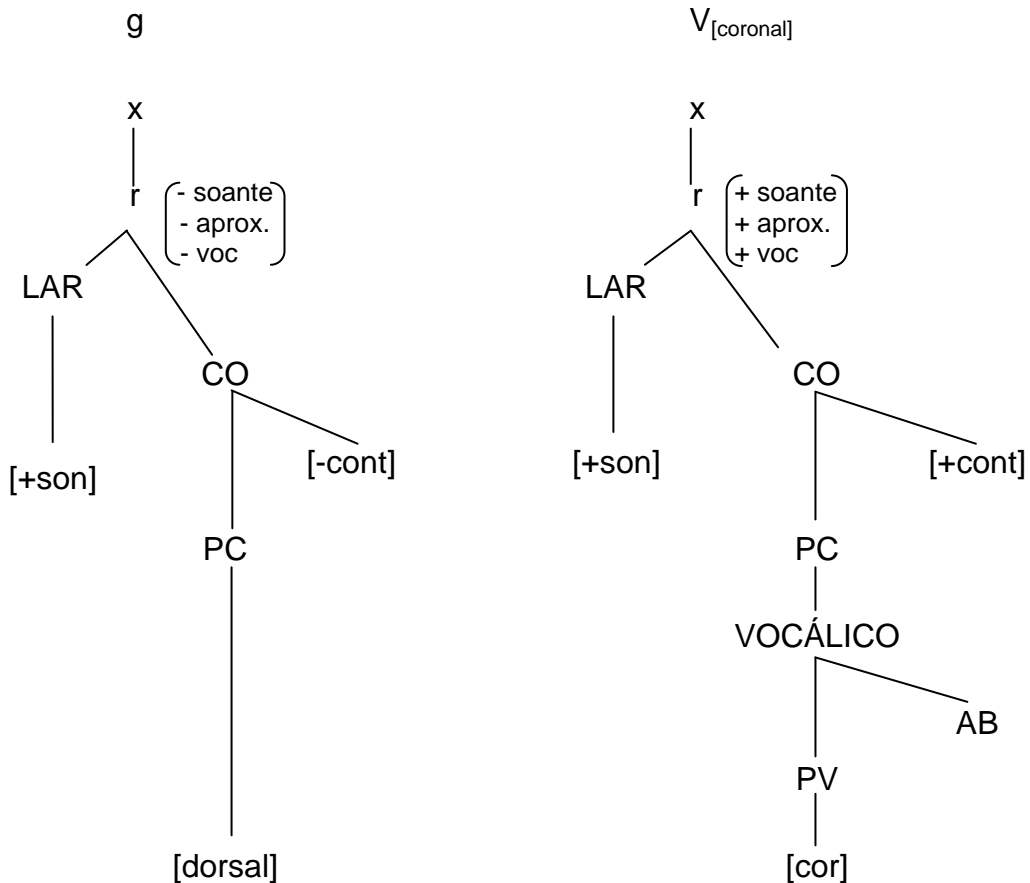 g
V[coronal]
x
x
r
- soante
- aprox.
- voc
r
+ soante
+ aprox.
+ voc
LAR
LAR
CO
CO
[+son]
[-cont]
[+son]
[+cont]
PC
PC
VOCÁLICO
AB
PV
[dorsal]
[cor]